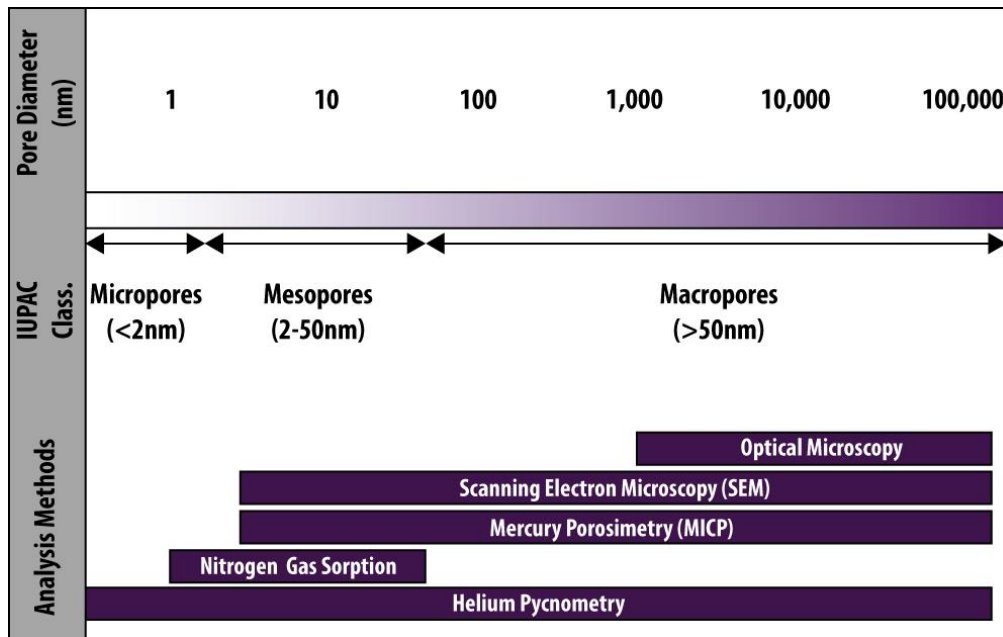 Pore Diameter
(nm)
1 10 100 1,000 10,000 100,000
IUPAC
Class.
Micropores
(<2nm)
Mesopores
(2-50nm)
Macropores
(>50nm)
Analysis Methods
Optical Microscopy
Scanning Electron Microscopy (SEM)
Mercury Porosimetry (MICP)
Nitrogen Gas Sorption
Helium Pycnometry